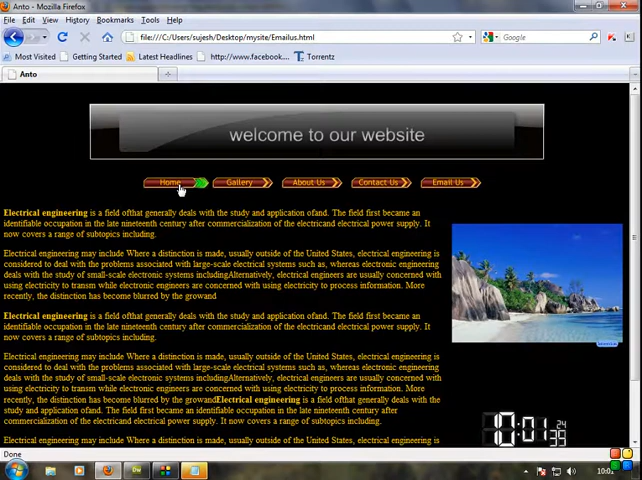 Anto - Mozilla Firefox
File Edit View History Bookmarks Tools Help
file:///C:/Users/sujesh/Desktop/mysite/Emailus.html
Google
Most Visited Getting Started Latest Headlines http://www.facebook.... Torrentz
Anto
welcome to our website
Home Gallery About Us Contact Us Email Us
Electrical engineering is a field ofthat generally deals with the study and application ofand. The field first became an
identifiable occupation in the late nineteenth century after commercialization of the electricand electrical power supply. It
now covers a range of subtopics including.
Electrical engineering may include Where a distinction is made, usually outside of the United States, electrical engineering is
considered to deal with the problems associated with large-scale electrical systems such as, whereas electronic engineering
deals with the study of small-scale electronic systems includingAlternatively, electrical engineers are usually concerned with
using electricity to transm while electronic engineers are concerned with using electricity to process information. More
recently, the distinction has become blurred by the growand
Electrical engineering is a field ofthat generally deals with the study and application ofand. The field first became an
identifiable occupation in the late nineteenth century after commercialization of the electricand electrical power supply. It
now covers a range of subtopics including.
Electrical engineering may include Where a distinction is made, usually outside of the United States, electrical engineering is
considered to deal with the problems associated with large-scale electrical systems such as, whereas electronic engineering
deals with the study of small-scale electronic systems includingAlternatively, electrical engineers are usually concerned with
using electricity to transm while electronic engineers are concerned with using electricity to process information. More
recently, the distinction has become blurred by the growandElectrical engineering is a field ofthat generally deals with the
study and application ofand. The field first became an identifiable occupation in the late nineteenth century after
commercialization of the electricand electrical power supply. It now covers a range of subtopics including.
10:01 24 39
Electrical engineering may include Where a distinction is made, usually outside of the United States, electrical engineering is
Done
Dw
10:01